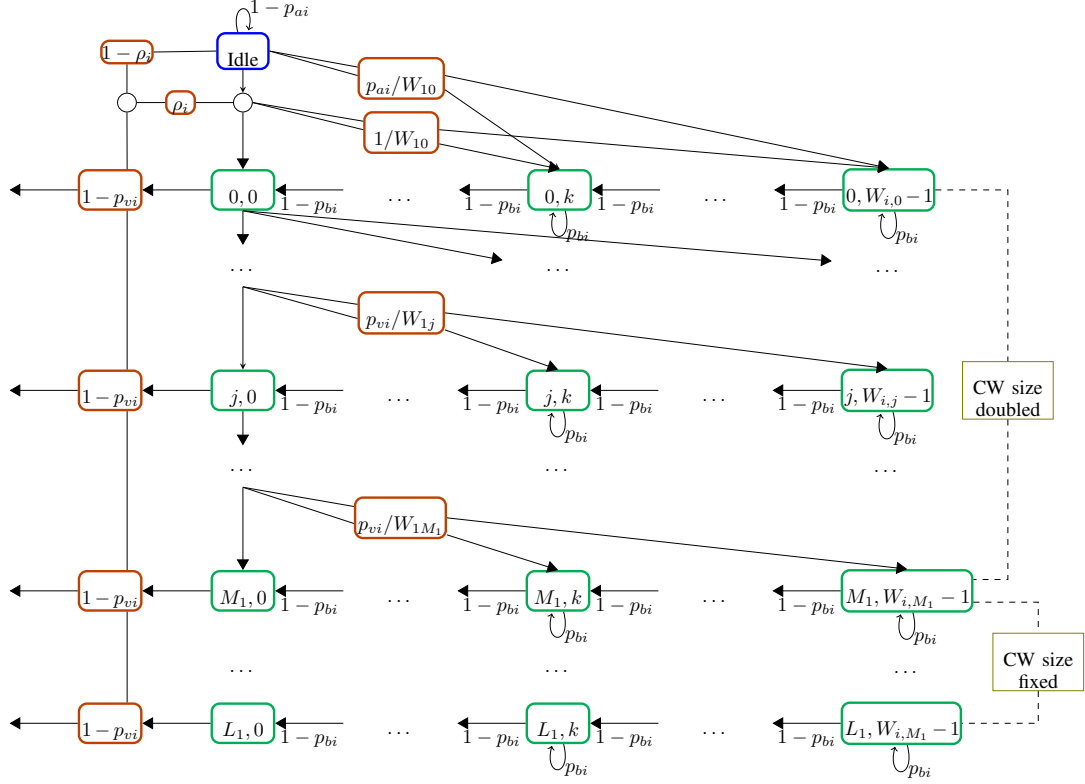 1 − p_{ai}
1 − ρ_i
Idle
p_{ai}/W_{10}
ρ_i
1/W_{10}
1 − p_{vi}
0, 0
1 − p_{bi}
...
1 − p_{bi}
0, k
1 − p_{bi}
...
1 − p_{bi}
0, W_{i,0} − 1
p_{bi}
p_{bi}
...
...
...
p_{vi}/W_{1j}
CW size
doubled
1 − p_{vi}
j, 0
1 − p_{bi}
...
1 − p_{bi}
j, k
1 − p_{bi}
...
1 − p_{bi}
j, W_{i,j} − 1
p_{bi}
p_{bi}
...
...
...
p_{vi}/W_{1M_1}
1 − p_{vi}
M_1, 0
1 − p_{bi}
...
1 − p_{bi}
M_1, k
1 − p_{bi}
...
1 − p_{bi}
M_1, W_{i,M_1} − 1
p_{bi}
p_{bi}
CW size
fixed
...
...
...
1 − p_{vi}
L_1, 0
1 − p_{bi}
...
1 − p_{bi}
L_1, k
1 − p_{bi}
...
1 − p_{bi}
L_1, W_{i,M_1} − 1
p_{bi}
p_{bi}